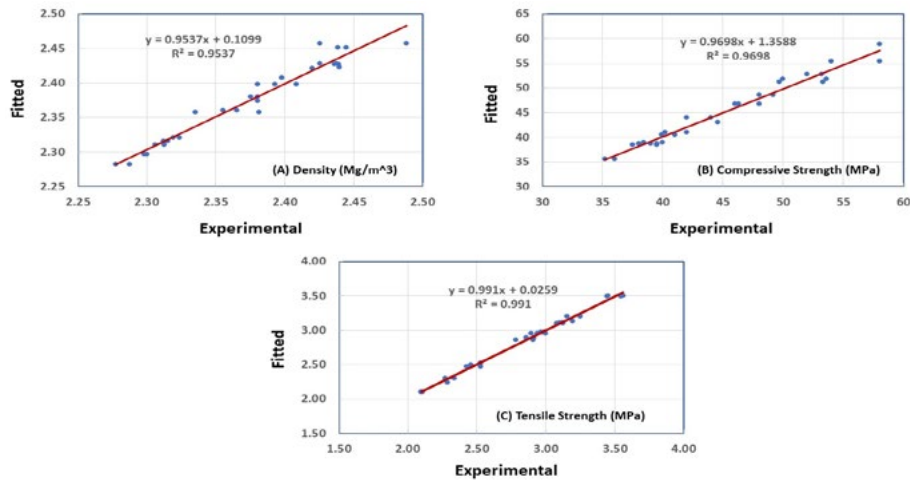 2.50
y = 0.9537x + 0.1099
R² = 0.9537
2.45
2.40
Fitted
2.35
2.30
(A) Density (Mg/m^3)
2.25
2.25 2.30 2.35 2.40 2.45 2.50
Experimental
65
60
y = 0.9698x + 1.3588
R² = 0.9698
55
50
Fitted
45
40
35
(B) Compressive Strength (MPa)
30
30 35 40 45 50 55 60
Experimental
4.00
y = 0.991x + 0.0259
R² = 0.991
3.50
3.00
Fitted
2.50
2.00
(C) Tensile Strength (MPa)
1.50
1.50 2.00 2.50 3.00 3.50 4.00
Experimental